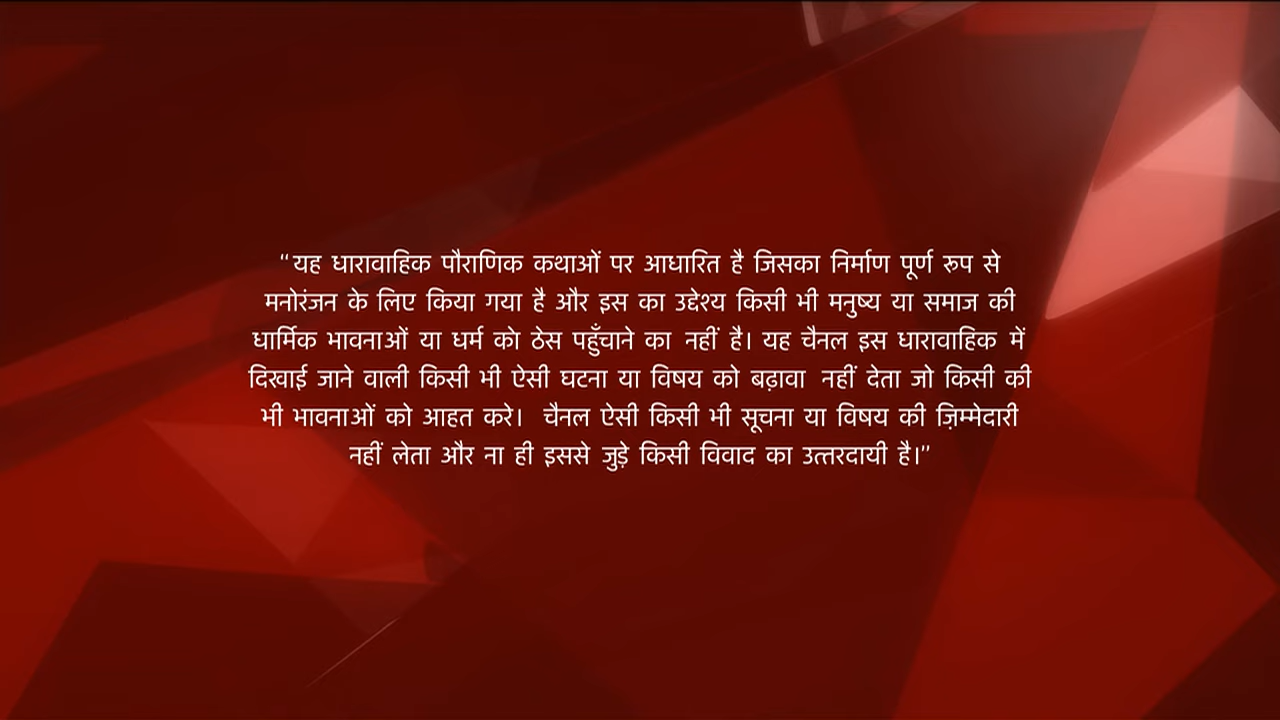 “यह धारावाहिक पौराणिक कथाओं पर आधारित है जिसका निर्माण पूर्ण रूप से
मनोरंजन के लिए किया गया है और इस का उद्देश्य किसी भी मनुष्य या समाज की
धार्मिक भावनाओं या धर्म को ठेस पहुँचाने का नहीं है। यह चैनल इस धारावाहिक में
दिखाई जाने वाली किसी भी ऐसी घटना या विषय को बढ़ावा नहीं देता जो किसी की
भी भावनाओं को आहत करे। चैनल ऐसी किसी भी सूचना या विषय की ज़िम्मेदारी
नहीं लेता और ना ही इससे जुड़े किसी विवाद का उत्तरदायी है।”